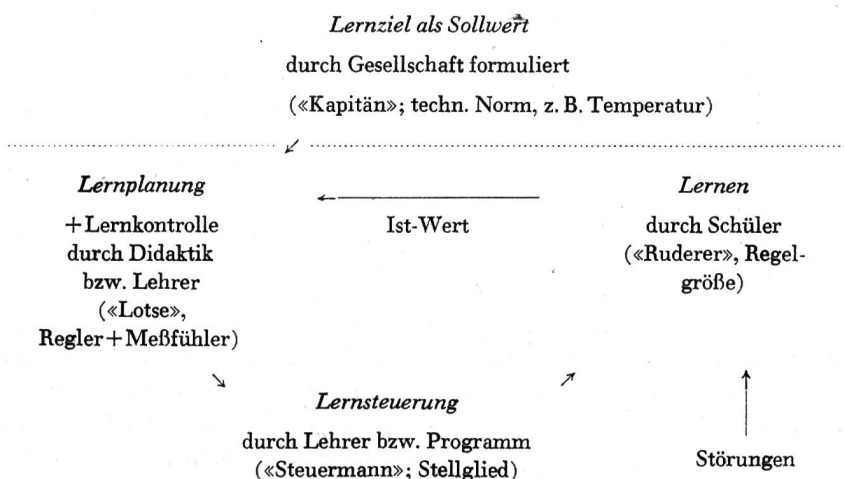 Lernziel als Sollwert
durch Gesellschaft formuliert
(«Kapitän»; techn. Norm, z. B. Temperatur)
Lernplanung
+Lernkontrolle
durch Didaktik
bzw. Lehrer
(«Lotse»,
Regler+Meßfühler)
Ist-Wert
Lernen
durch Schüler
(«Ruderer», Regel-
größe)
Lernsteuerung
durch Lehrer bzw. Programm
(«Steuermann»; Stellglied)
Störungen